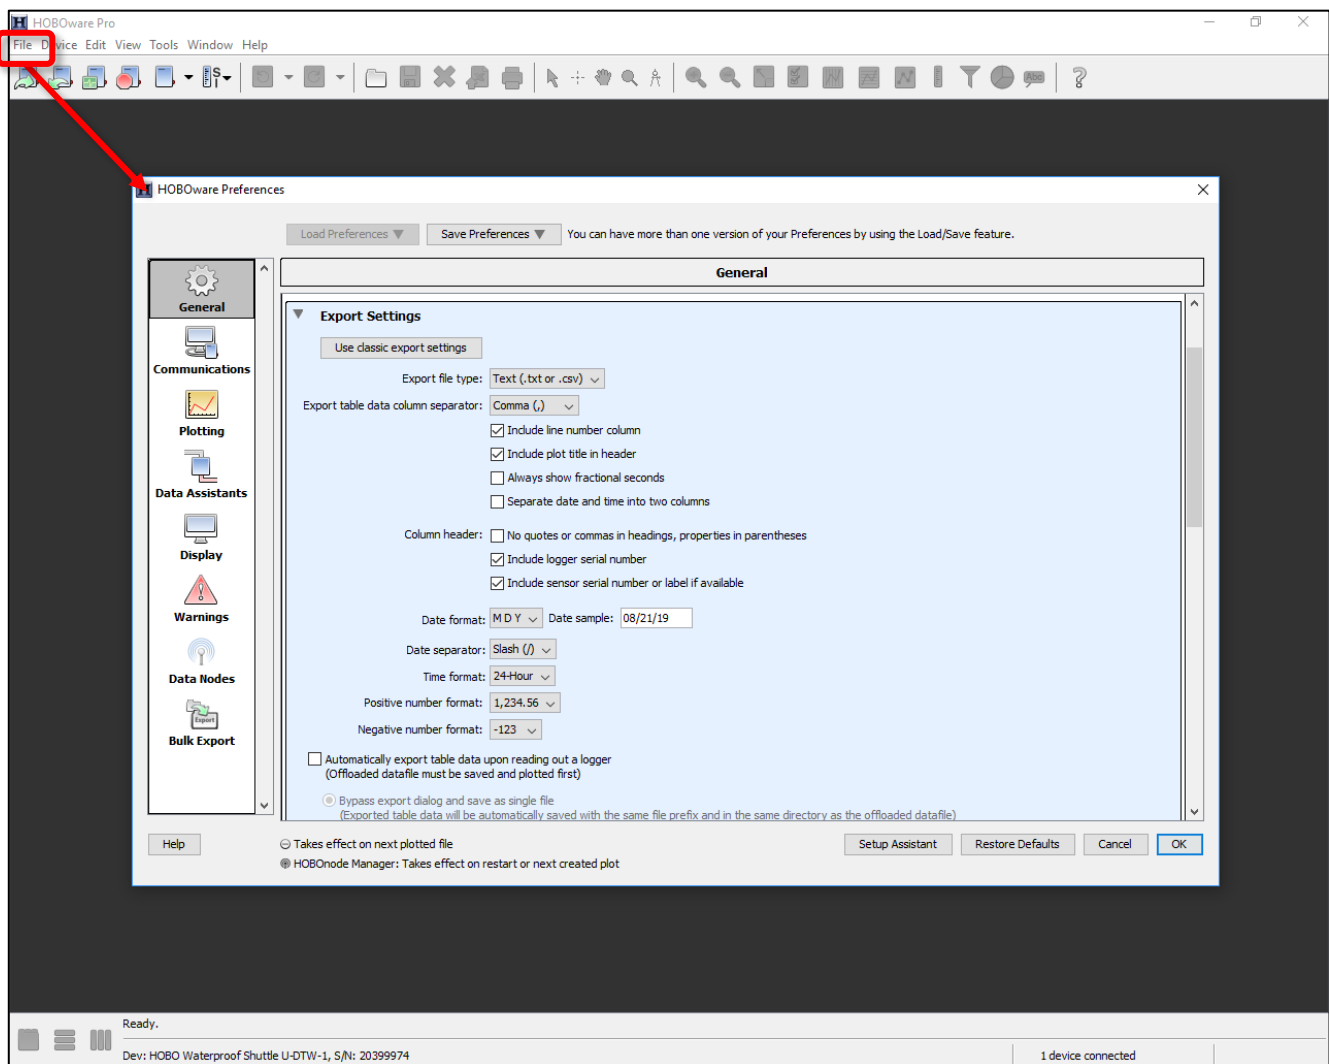 HOBOware Pro
File Device Edit View Tools Window Help
HOBOware Preferences
Load Preferences Save Preferences You can have more than one version of your Preferences by using the Load/Save feature.
General
General
Communications
Plotting
Data Assistants
Display
Warnings
Data Nodes
Export
Bulk Export
Export Settings
Use classic export settings
Export file type: Text (.txt or .csv)
Export table data column separator: Comma (,)
Include line number column
Include plot title in header
Always show fractional seconds
Separate date and time into two columns
Column header: No quotes or commas in headings, properties in parentheses
Include logger serial number
Include sensor serial number or label if available
Date format: M D Y Date sample: 08/21/19
Date separator: Slash (/)
Time format: 24-Hour
Positive number format: 1,234.56
Negative number format: -123
Automatically export table data upon reading out a logger
(Offloaded datafile must be saved and plotted first)
Bypass export dialog and save as single file
(Exported table data will be automatically saved with the same file prefix and in the same directory as the offloaded datafile)
Help
Takes effect on next plotted file
HOBOnode Manager: Takes effect on restart or next created plot
Setup Assistant Restore Defaults Cancel OK
Ready.
Dev: HOBO Waterproof Shuttle U-DTW-1, S/N: 20399974
1 device connected